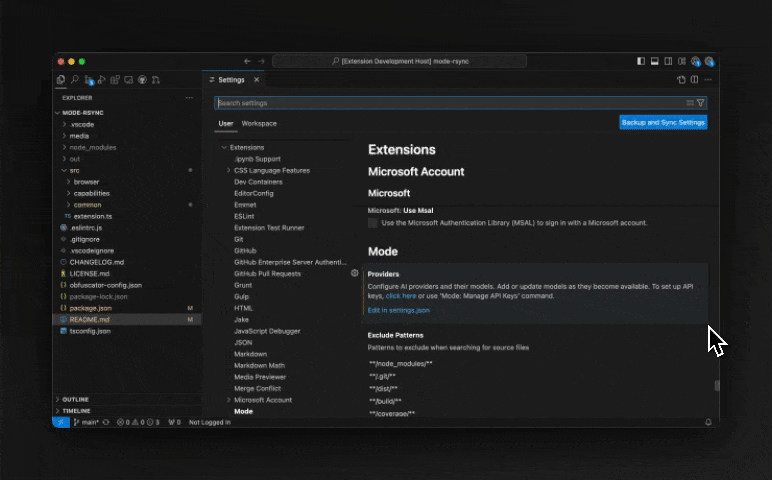 [Extension Development Host] mode-rsync
Settings
EXPLORER
MODE-RSYNC
.vscode
media
node_modules
out
src
browser
capabilities
common
TS extension.ts
.eslintrc.js
.gitignore
.vscodeignore
CHANGELOG.md
LICENSE.md
obfuscator-config.json
package-lock.json
package.json M
README.md M
tsconfig.json
OUTLINE
TIMELINE
Search settings
User Workspace
Backup and Sync Settings
Extensions
.ipynb Support
CSS Language Features
Dev Containers
EditorConfig
Emmet
ESLint
Extension Test Runner
Git
GitHub
GitHub Enterprise Server Authenti...
GitHub Pull Requests
Grunt
Gulp
HTML
Jake
JavaScript Debugger
JSON
Markdown
Markdown Math
Media Previewer
Merge Conflict
Microsoft Account
Mode
Extensions
Microsoft Account
Microsoft
Microsoft: Use Msal
Use the Microsoft Authentication Library (MSAL) to sign in with a Microsoft account.
Mode
Providers
Configure AI providers and their models. Add or update models as they become available. To set up API
keys, click here or use 'Mode: Manage API Keys' command.
Edit in settings.json
Exclude Patterns
Patterns to exclude when searching for source files
**/node_modules/**
**/.git/**
**/dist/**
**/build/**
**/coverage/**
main* 0 0 3 0 Not Logged In